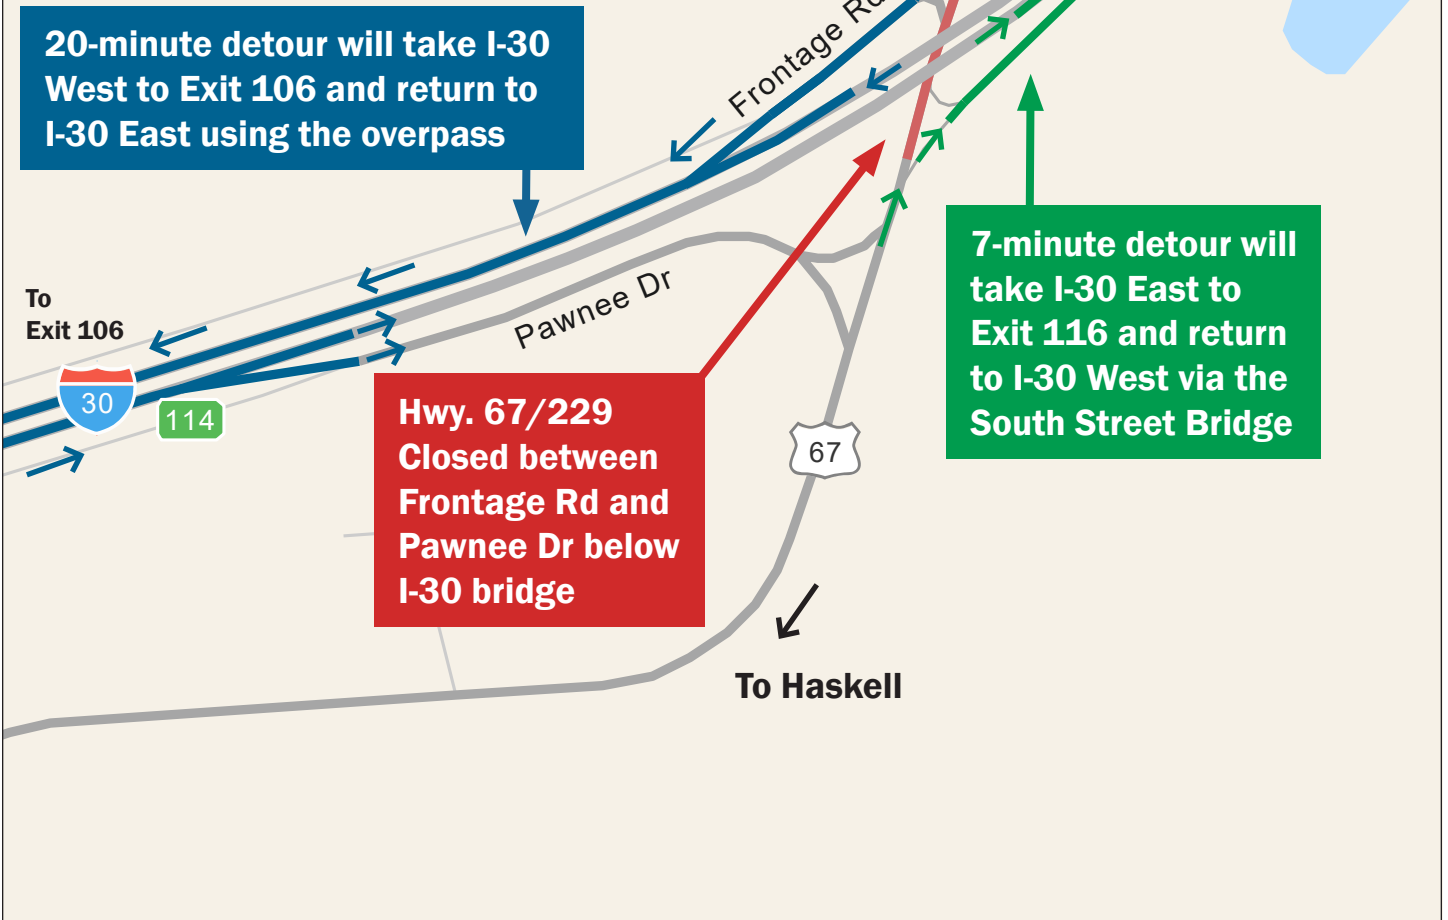 20-minute detour will take I-30
West to Exit 106 and return to
I-30 East using the overpass
Frontage Rd
7-minute detour will
take I-30 East to
Exit 116 and return
to I-30 West via the
South Street Bridge
To
Exit 106
Pawnee Dr
30
114
Hwy. 67/229
Closed between
Frontage Rd and
Pawnee Dr below
I-30 bridge
67
To Haskell